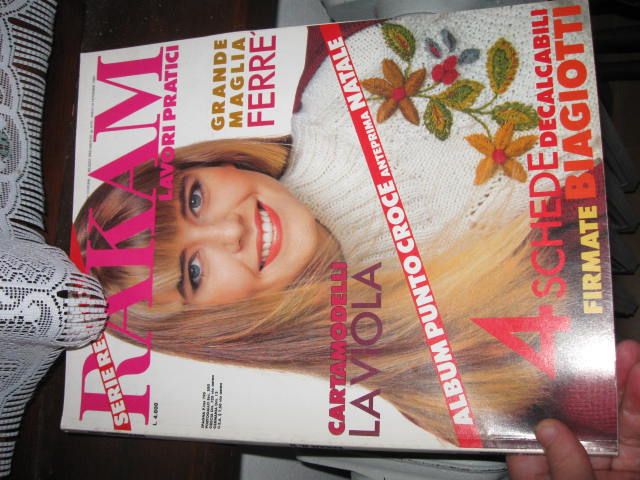 SERIE RE
RAKAM
LAVORI PRATICI
L. 4.000
GRANDE
MAGLIA
FERRE'
CARTAMODELLI
LA VIOLA
ALBUM PUNTO CROCE ANTEPRIMA NATALE
4 SCHEDE DECALCABILI
FIRMATE BIAGIOTTI